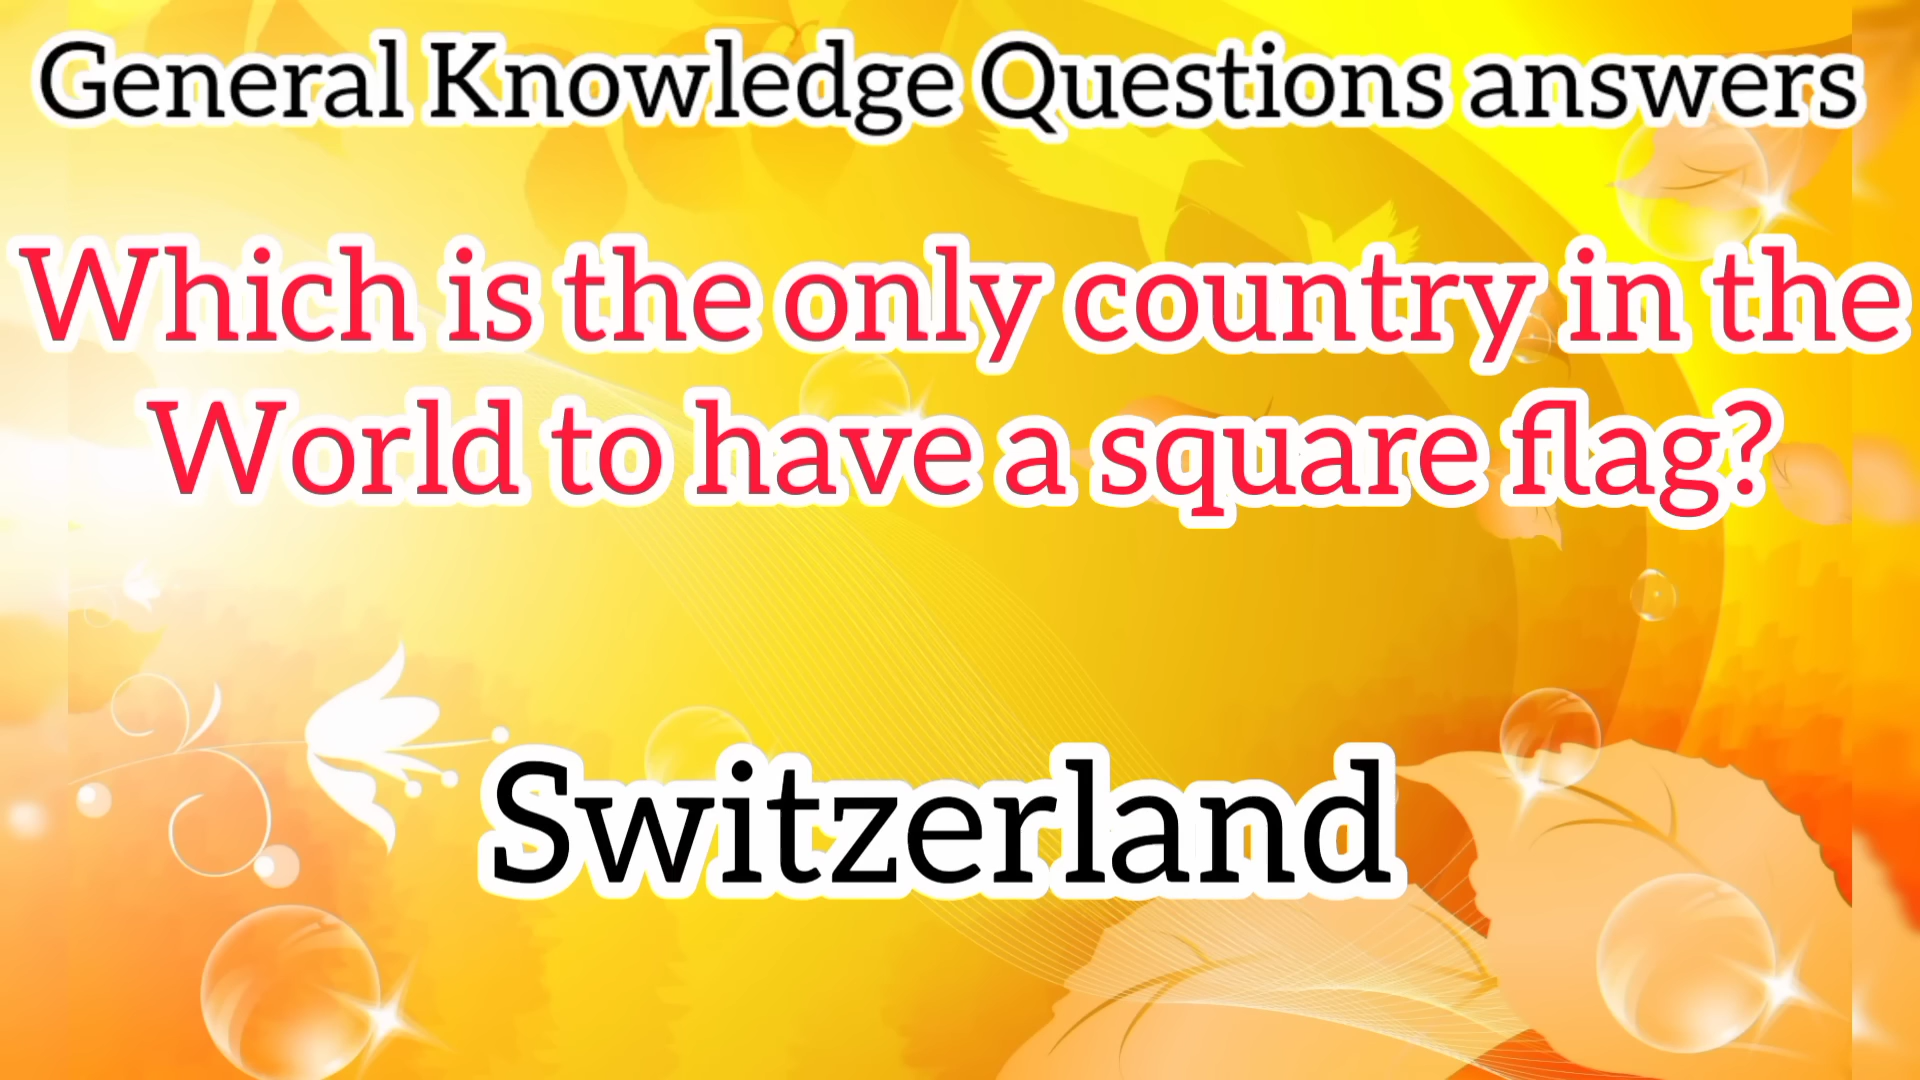 General Knowledge Questions answers
Which is the only country in the
World to have a square flag?
Switzerland